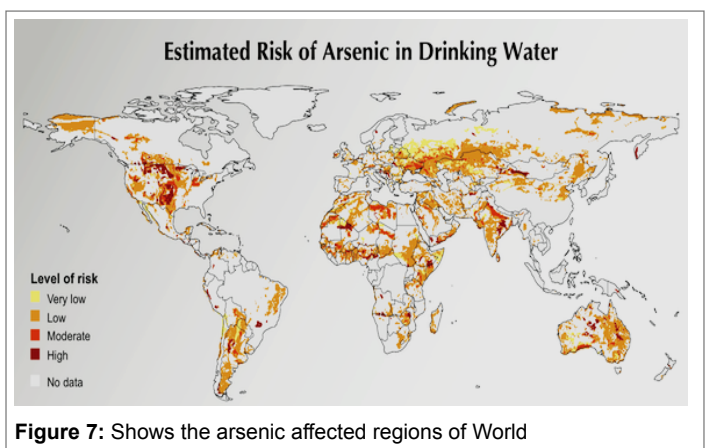 Estimated Risk of Arsenic in Drinking Water
Level of risk
Very low
Low
Moderate
High
No data
Figure 7: Shows the arsenic affected regions of World